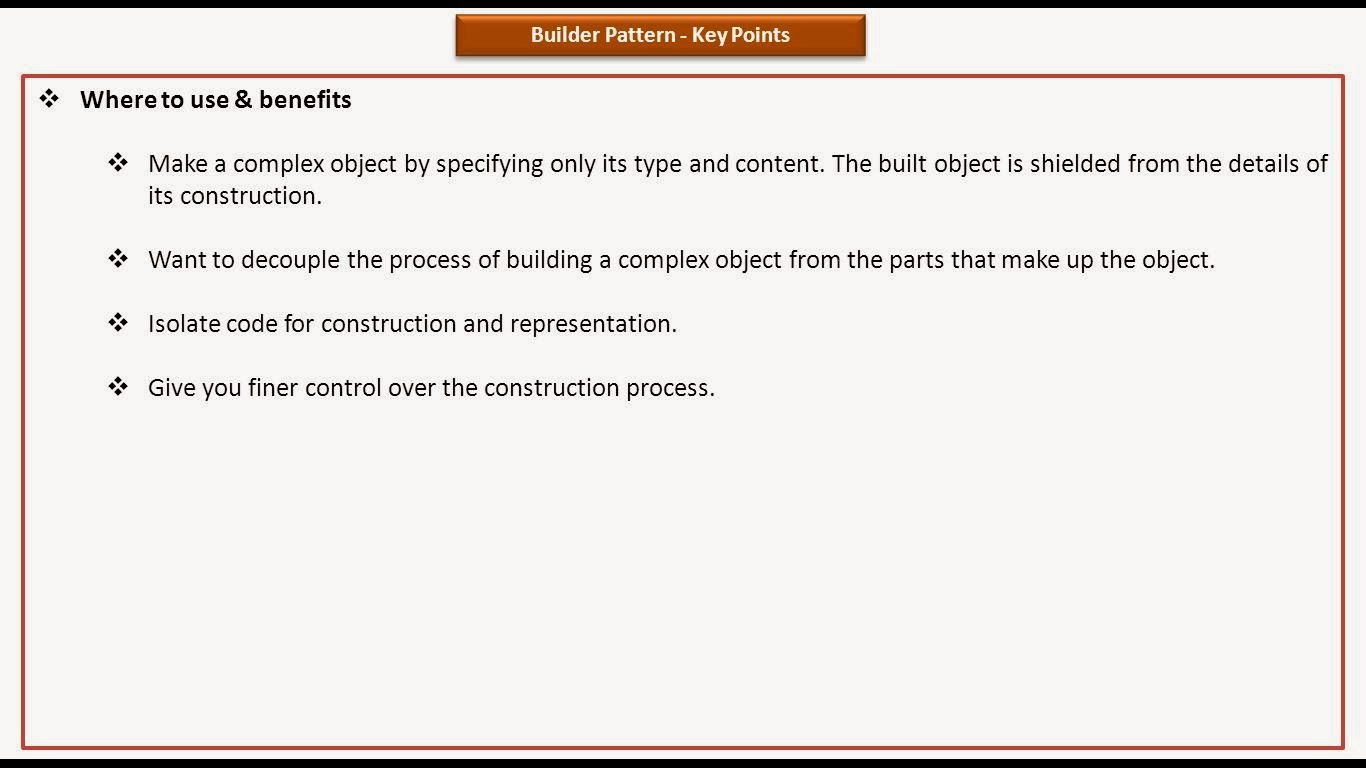 Builder Pattern - Key Points
❖ Where to use & benefits
❖ Make a complex object by specifying only its type and content. The built object is shielded from the details of
its construction.
❖ Want to decouple the process of building a complex object from the parts that make up the object.
❖ Isolate code for construction and representation.
❖ Give you finer control over the construction process.